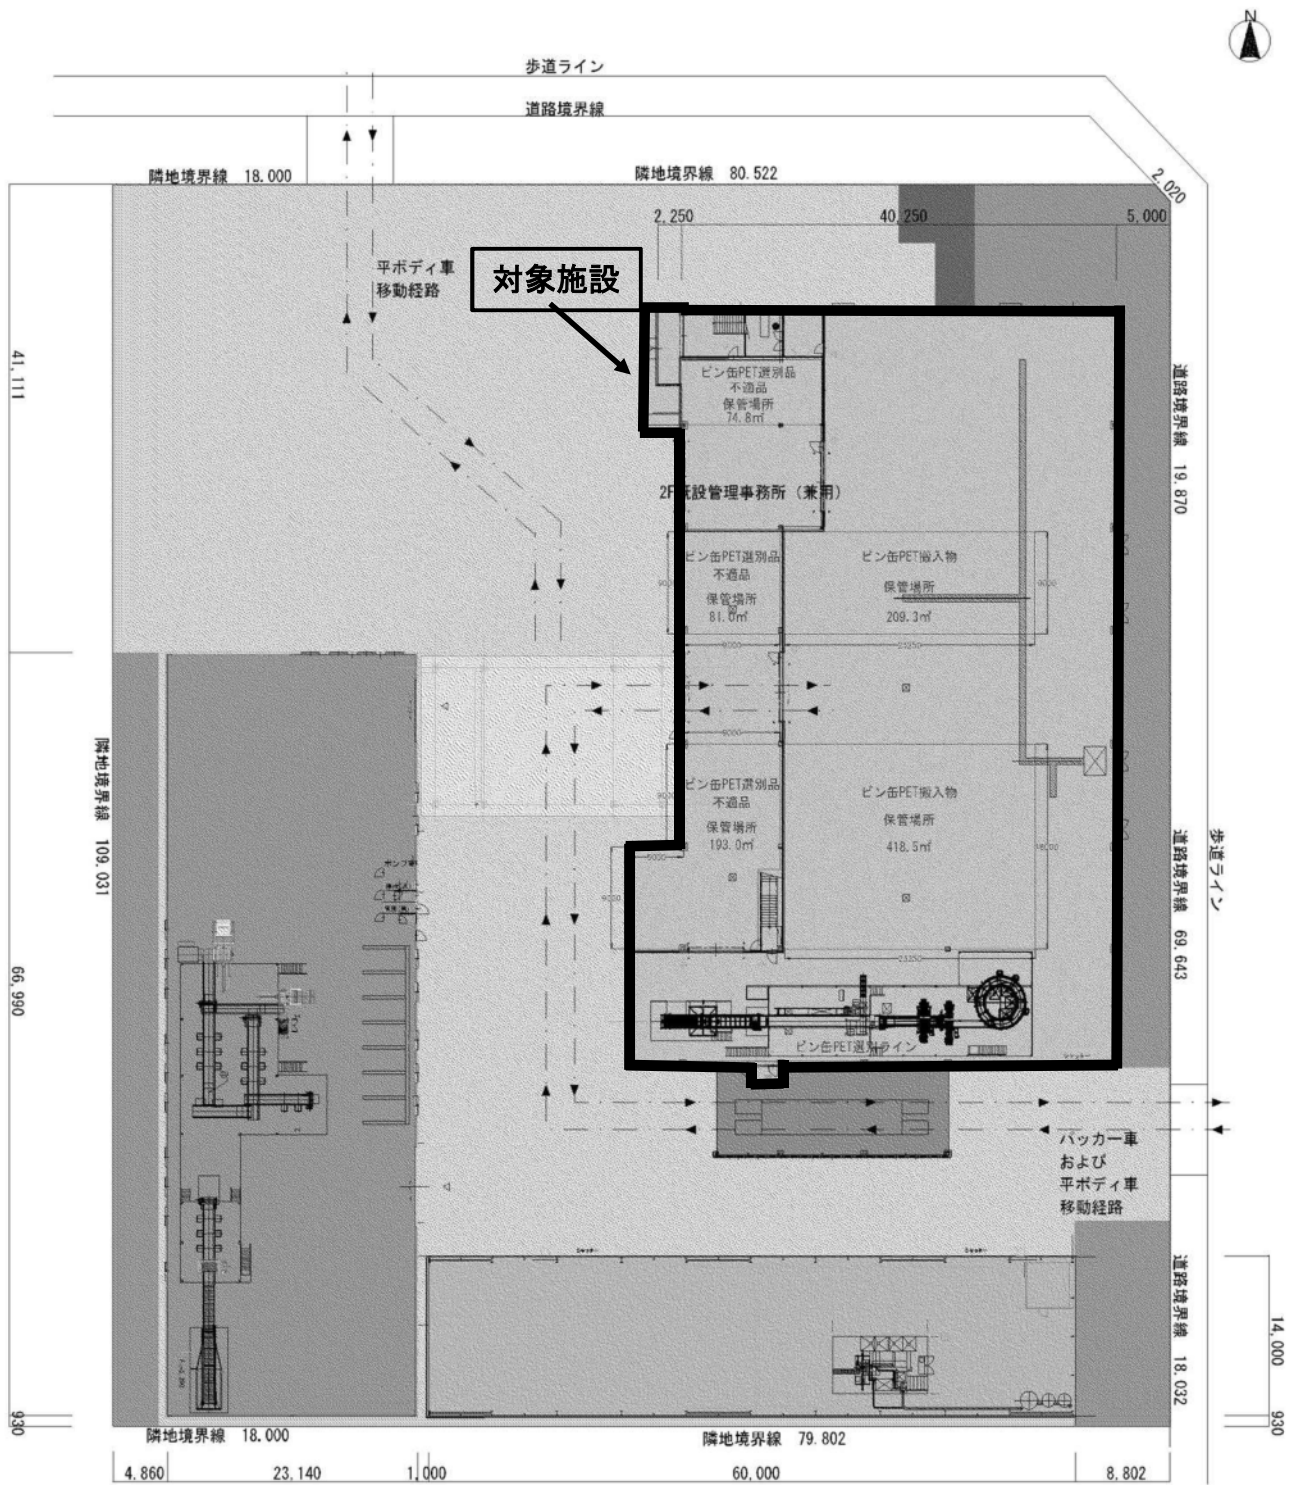 N
歩道ライン
道路境界線
隣地境界線 18.000
隣地境界線 80.522
2,020
2,250
40,250
5,000
平ボディ車
移動経路
対象施設
41,111
道路境界線 19.870
ビン缶PET選別品
不適品
保管場所
74.8㎡
2F既設管理事務所（兼用）
ビン缶PET選別品
不適品
保管場所
81.0㎡
9000
ビン缶PET搬入物
保管場所
209.3㎡
9000
9000
23250
9000
隣地境界線 109.031
ビン缶PET選別品
不適品
保管場所
193.0㎡
9000
ビン缶PET搬入物
保管場所
418.5㎡
18000
5000
9000
道路境界線 69.643
歩道ライン
66,990
ビン缶PET選別ライン
パッカー車
および
平ボディ車
移動経路
道路境界線 18.032
14,000
930
930
隣地境界線 18.000
隣地境界線 79.802
4.860
23.140
1,000
60,000
8.802